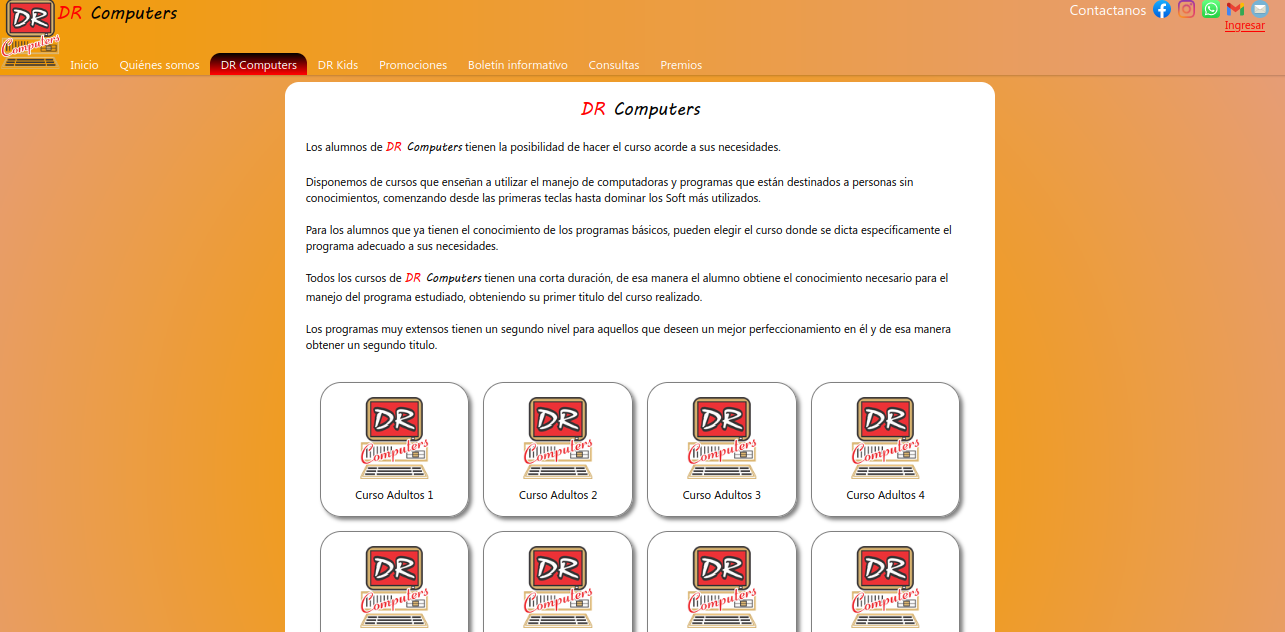 DR Computers
DR Computers
Contactanos
Ingresar
Inicio Quiénes somos DR Computers DR Kids Promociones Boletín informativo Consultas Premios
DR Computers
Los alumnos de DR Computers tienen la posibilidad de hacer el curso acorde a sus necesidades.
Disponemos de cursos que enseñan a utilizar el manejo de computadoras y programas que están destinados a personas sin
conocimientos, comenzando desde las primeras teclas hasta dominar los Soft más utilizados.
Para los alumnos que ya tienen el conocimiento de los programas básicos, pueden elegir el curso donde se dicta específicamente el
programa adecuado a sus necesidades.
Todos los cursos de DR Computers tienen una corta duración, de esa manera el alumno obtiene el conocimiento necesario para el
manejo del programa estudiado, obteniendo su primer titulo del curso realizado.
Los programas muy extensos tienen un segundo nivel para aquellos que deseen un mejor perfeccionamiento en él y de esa manera
obtener un segundo titulo.
DR DR DR DR
Computers Computers Computers Computers
Curso Adultos 1 Curso Adultos 2 Curso Adultos 3 Curso Adultos 4
DR DR DR DR
Computers Computers Computers Computers